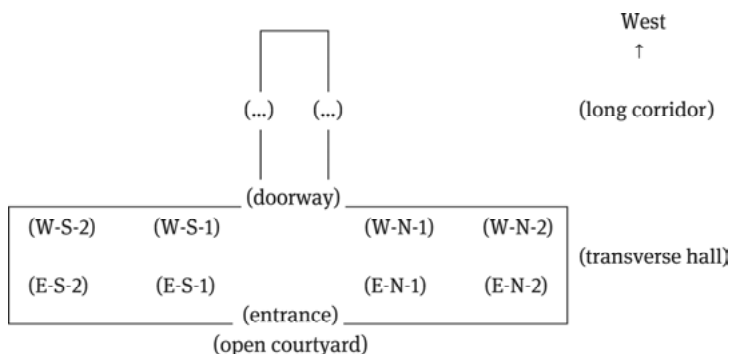 West
↑
(...) (...) (long corridor)
(doorway)
(W-S-2) (W-S-1) (W-N-1) (W-N-2)
(transverse hall)
(E-S-2) (E-S-1) (E-N-1) (E-N-2)
(entrance)
(open courtyard)